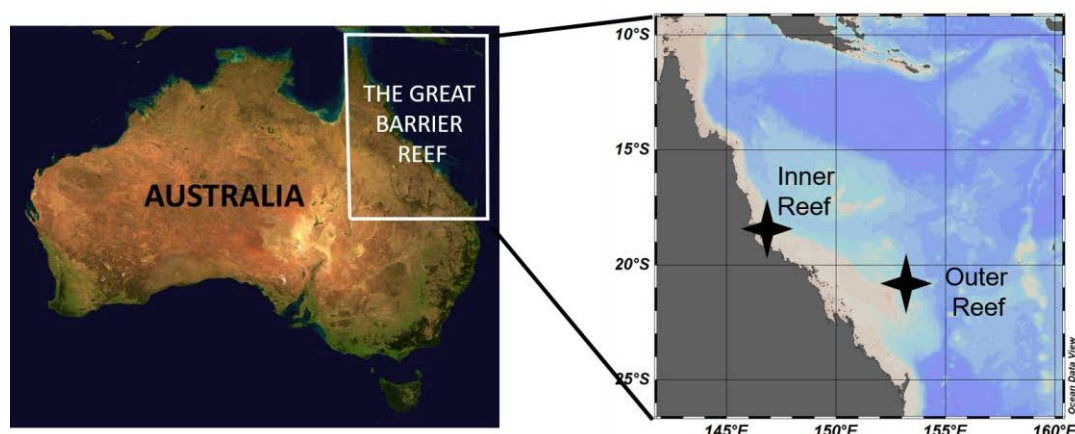 THE GREAT
BARRIER
REEF
AUSTRALIA
10°S
15°S
20°S
25°S
Inner
Reef
Outer
Reef
145°E
150°E
155°E
160°E
Ocean Data View